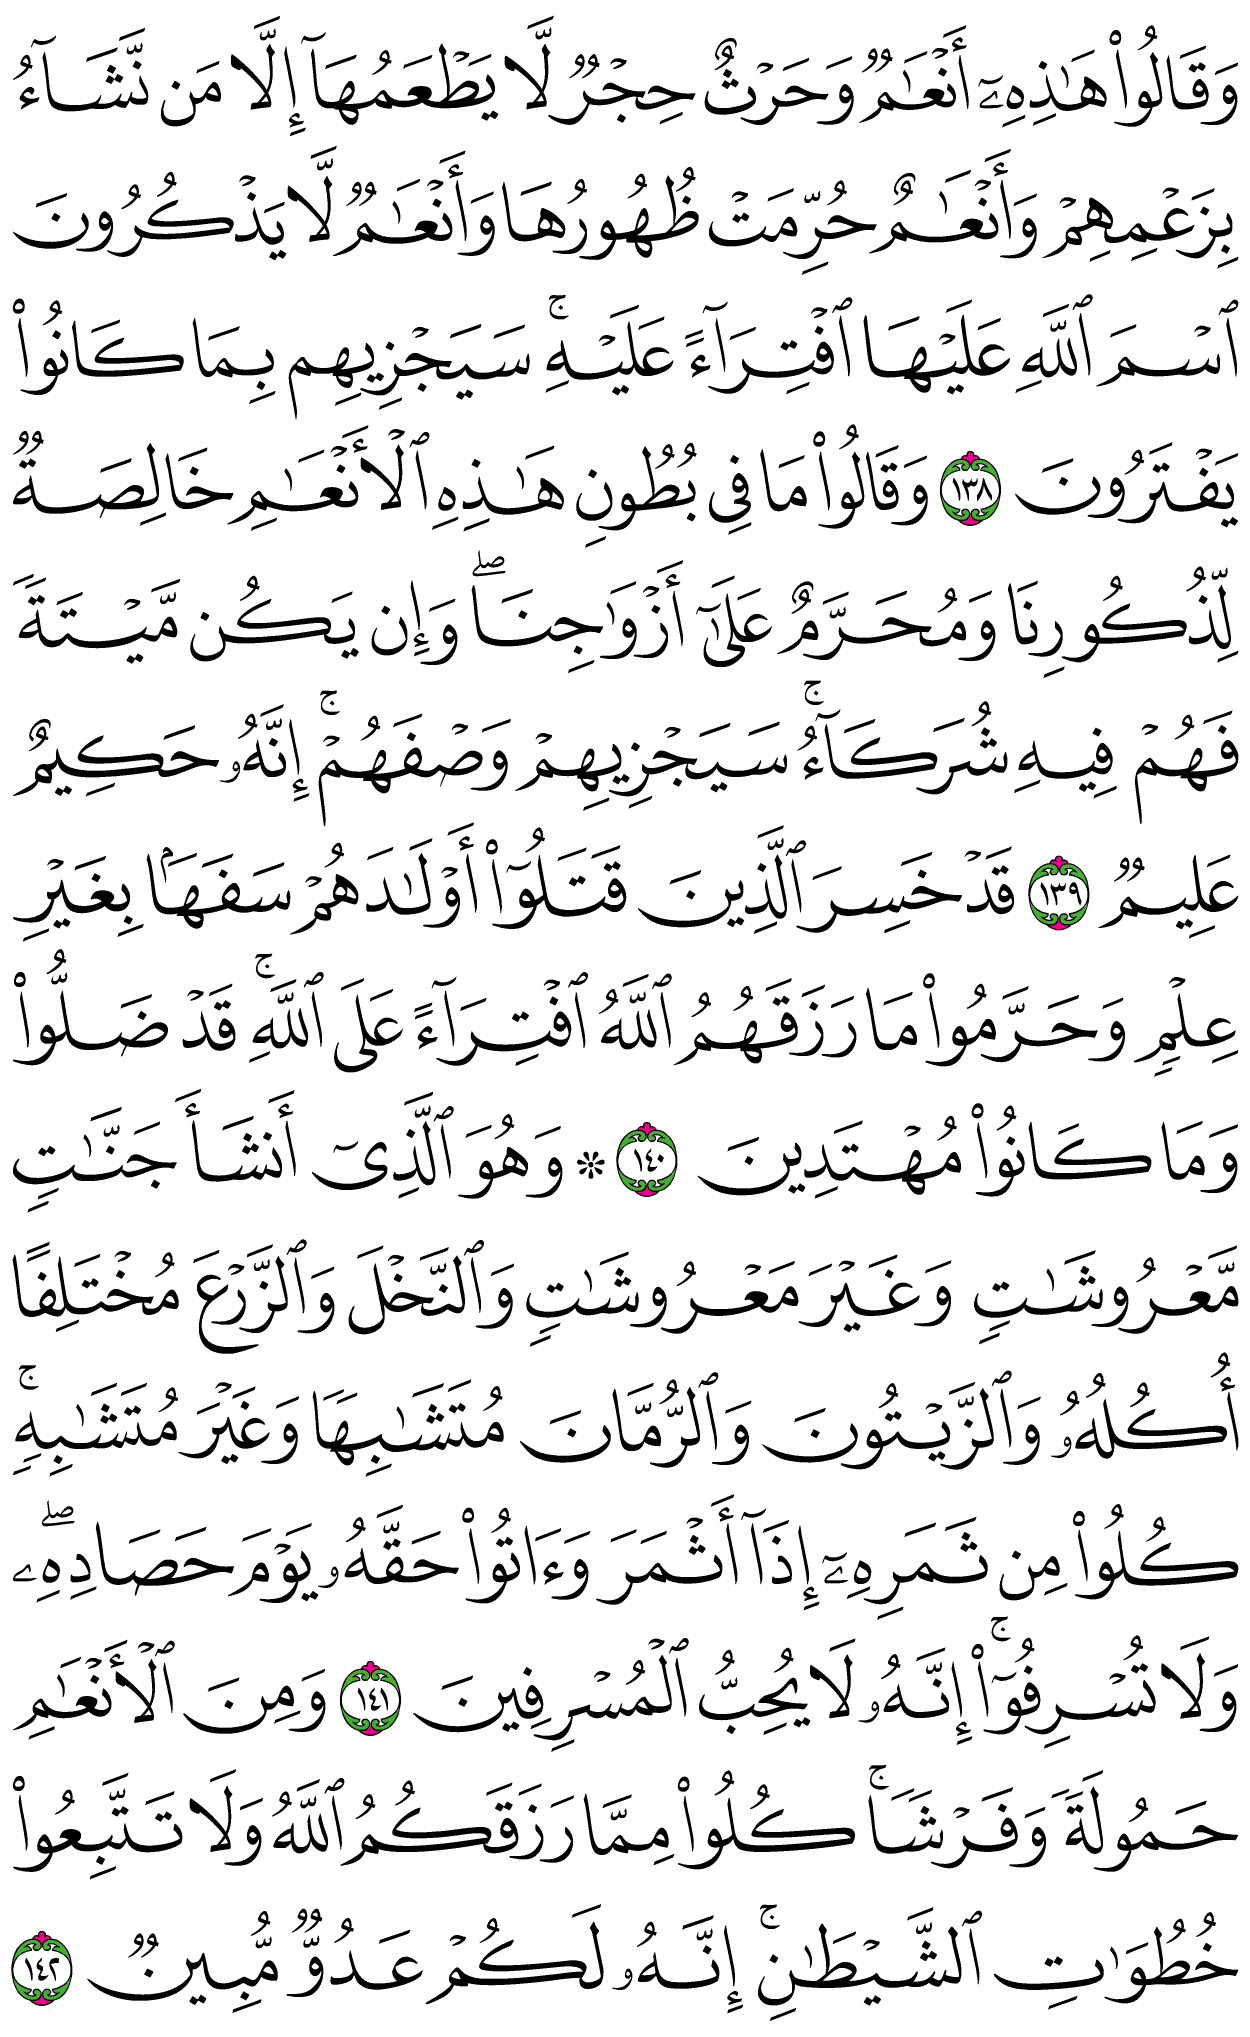 وَقَالُوا۟ هَـٰذِهِۦٓ أَنْعَـٰمٌ وَحَرْثٌ حِجْرٌ لَّا يَطْعَمُهَآ إِلَّا مَن نَّشَآءُ
بِزَعْمِهِمْ وَأَنْعَـٰمٌ حُرِّمَتْ ظُهُورُهَا وَأَنْعَـٰمٌ لَّا يَذْكُرُونَ
ٱسْمَ ٱللَّهِ عَلَيْهَا ٱفْتِرَآءً عَلَيْهِ ۚ سَيَجْزِيهِم بِمَا كَانُوا۟
يَفْتَرُونَ ١٣٨ وَقَالُوا۟ مَا فِى بُطُونِ هَـٰذِهِ ٱلْأَنْعَـٰمِ خَالِصَةٌ
لِّذُكُورِنَا وَمُحَرَّمٌ عَلَىٰٓ أَزْوَٰجِنَا ۖ وَإِن يَكُن مَّيْتَةً
فَهُمْ فِيهِ شُرَكَآءُ ۚ سَيَجْزِيهِمْ وَصْفَهُمْ ۚ إِنَّهُۥ حَكِيمٌ
عَلِيمٌ ١٣٩ قَدْ خَسِرَ ٱلَّذِينَ قَتَلُوٓا۟ أَوْلَـٰدَهُمْ سَفَهًۢا بِغَيْرِ
عِلْمٍ وَحَرَّمُوا۟ مَا رَزَقَهُمُ ٱللَّهُ ٱفْتِرَآءً عَلَى ٱللَّهِ ۚ قَدْ ضَلُّوا۟
وَمَا كَانُوا۟ مُهْتَدِينَ ١٤٠ ۞ وَهُوَ ٱلَّذِىٓ أَنشَأَ جَنَّـٰتٍ
مَّعْرُوشَـٰتٍ وَغَيْرَ مَعْرُوشَـٰتٍ وَٱلنَّخْلَ وَٱلزَّرْعَ مُخْتَلِفًا
أُكُلُهُۥ وَٱلزَّيْتُونَ وَٱلرُّمَّانَ مُتَشَـٰبِهًا وَغَيْرَ مُتَشَـٰبِهٍ ۚ
كُلُوا۟ مِن ثَمَرِهِۦٓ إِذَآ أَثْمَرَ وَءَاتُوا۟ حَقَّهُۥ يَوْمَ حَصَادِهِۦ ۖ
وَلَا تُسْرِفُوٓا۟ ۚ إِنَّهُۥ لَا يُحِبُّ ٱلْمُسْرِفِينَ ١٤١ وَمِنَ ٱلْأَنْعَـٰمِ
حَمُولَةً وَفَرْشًا ۚ كُلُوا۟ مِمَّا رَزَقَكُمُ ٱللَّهُ وَلَا تَتَّبِعُوا۟
خُطُوَٰتِ ٱلشَّيْطَـٰنِ ۚ إِنَّهُۥ لَكُمْ عَدُوٌّ مُّبِينٌ ١٤٢